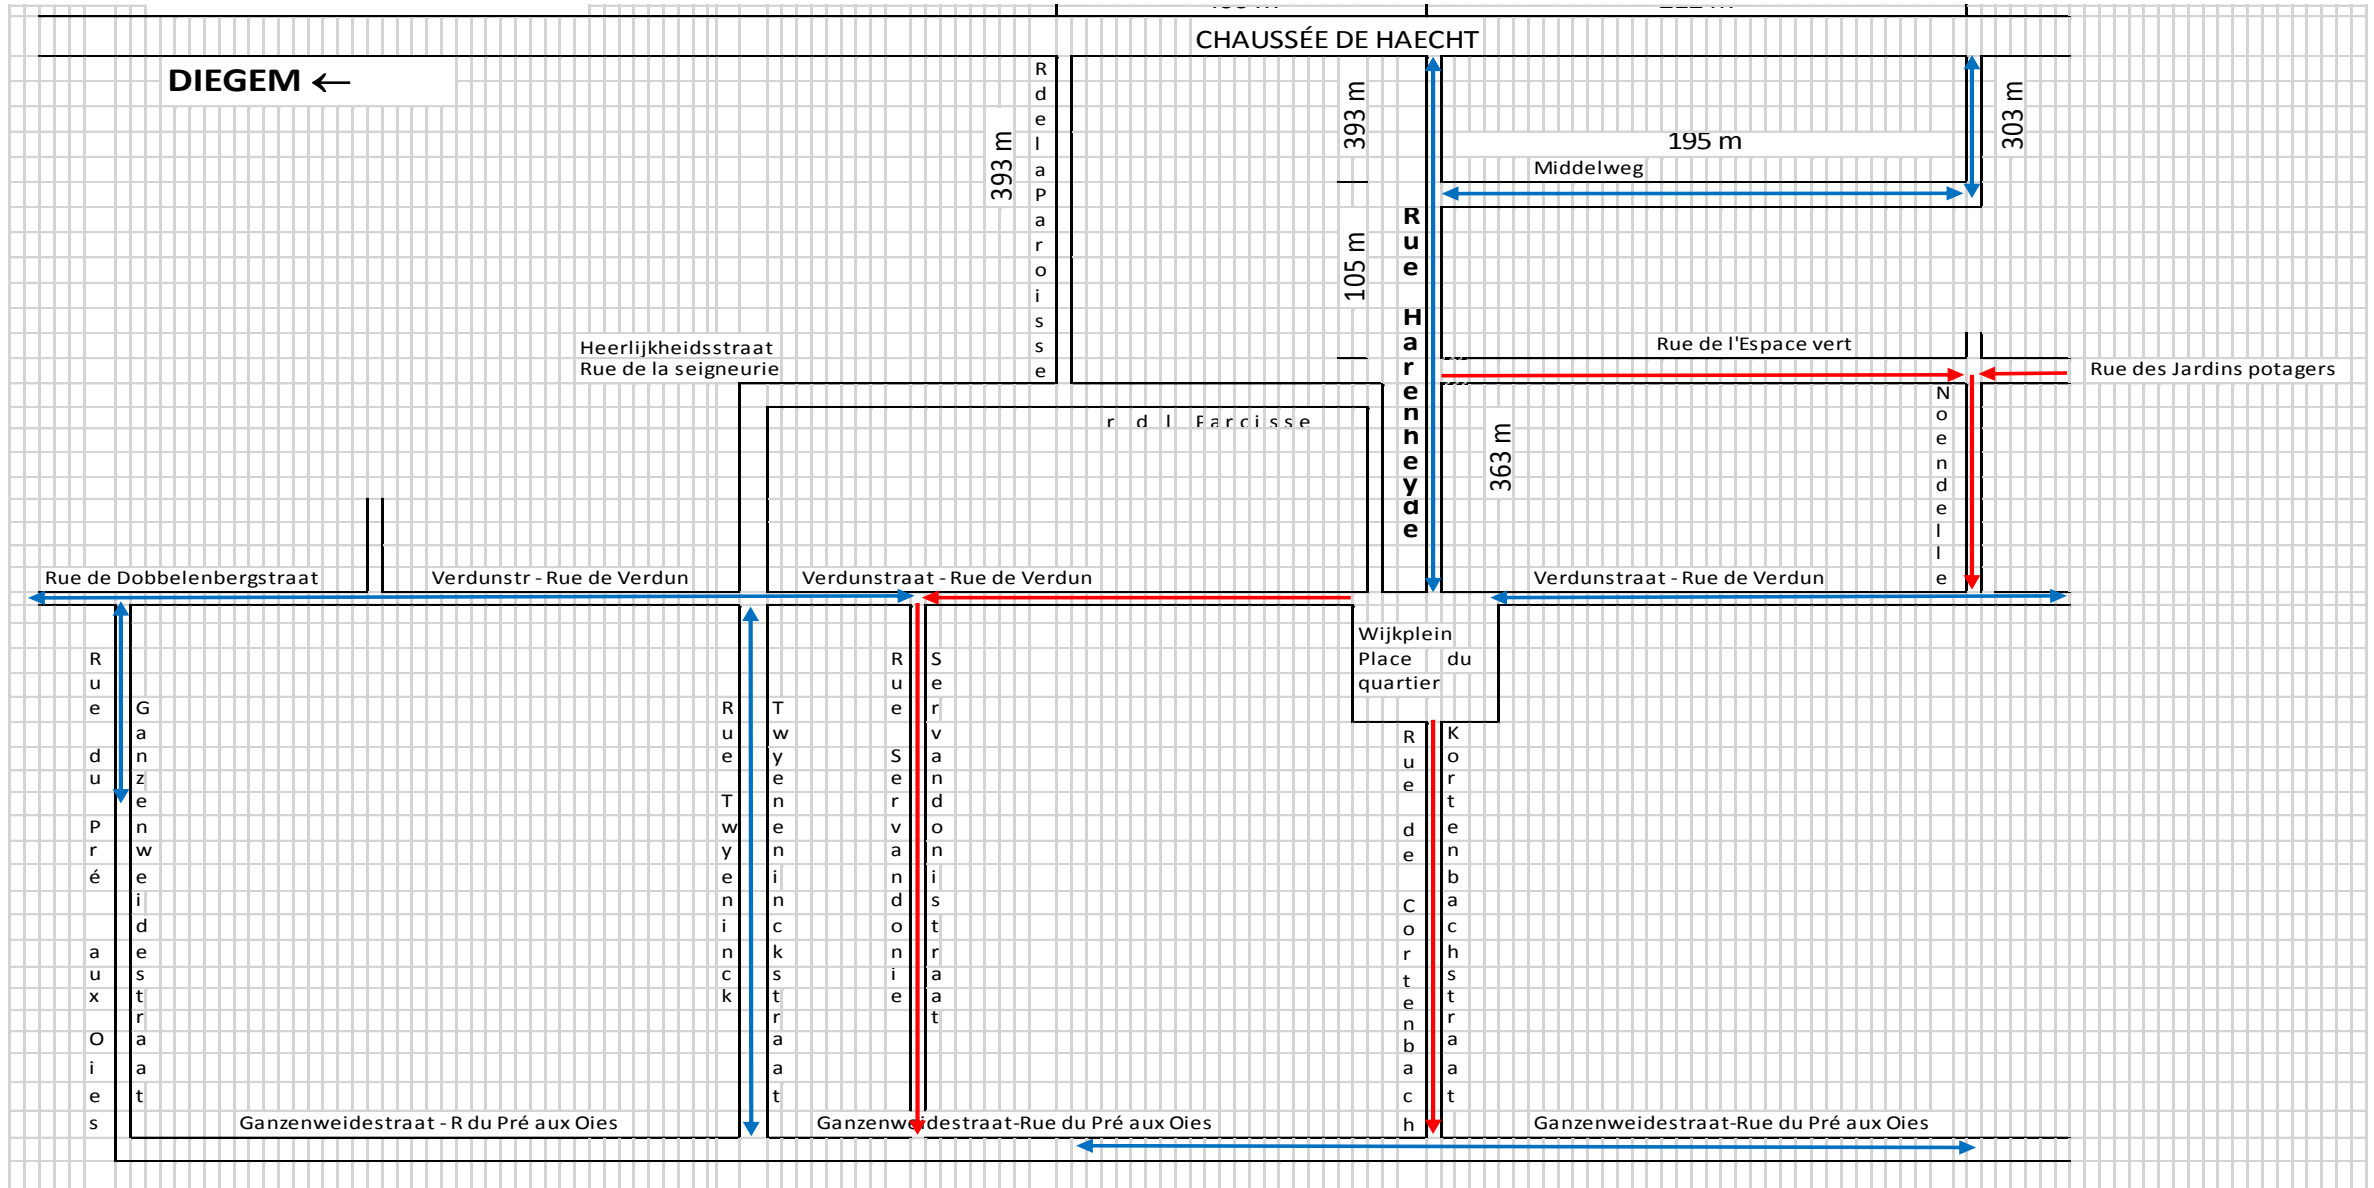 CHAUSSÉE DE HAECHT
DIEGEM ←
R de la Paroisse
393 m
393 m
105 m
303 m
195 m
Middelweg
Rue Harenheyde
Heerlijkheidsstraat
Rue de la seigneurie
Rue de l'Espace vert
Rue des Jardins potagers
Noendelle
r d l Parcisse
363 m
Rue de Dobbelenbergstraat
Verdunstr - Rue de Verdun
Verdunstraat - Rue de Verdun
Verdunstraat - Rue de Verdun
Wijkplein
Place du
quartier
Rue du Pré aux Oies
Ganzenweidestraat
Rue Twyeninck
Twyeninckstraat
Rue Servandoni
Servandonistraat
Rue de Cortenbach
Kortenbachstraat
Ganzenweidestraat - R du Pré aux Oies
Ganzenweidestraat-Rue du Pré aux Oies
Ganzenweidestraat-Rue du Pré aux Oies